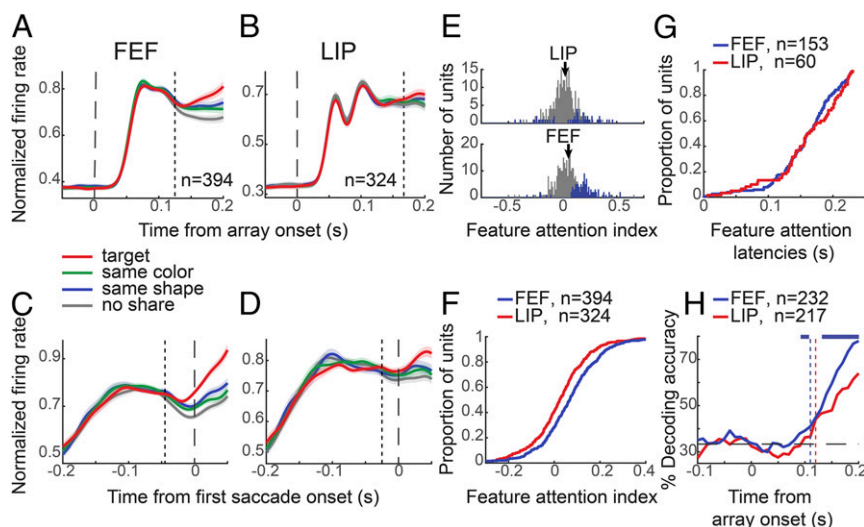 A
FEF
Normalized firing rate
0.8
0.6
0.4
0
0.1
0.2
n=394
Time from array onset (s)
B
LIP
0.7
0.5
0.3
0
0.1
0.2
n=324
target
same color
same shape
no share
C
Normalized firing rate
0.9
0.7
0.5
-0.2
-0.1
0
D
0.8
0.7
0.6
0.5
-0.2
-0.1
0
Time from first saccade onset (s)
E
Number of units
LIP
15
10
5
0
FEF
20
10
0
-0.5
0
0.5
Feature attention index
F
FEF, n=394
LIP, n=324
Proportion of units
1
0.8
0.6
0.4
0.2
0
-0.2
0
0.2
0.4
Feature attention index
G
FEF, n=153
LIP, n=60
Proportion of units
1
0.8
0.6
0.4
0.2
0
0
0.1
0.2
Feature attention
latencies (s)
H
FEF, n=232
LIP, n=217
% Decoding accuracy
70
50
30
-0.1
0
0.1
0.2
Time from
array onset (s)